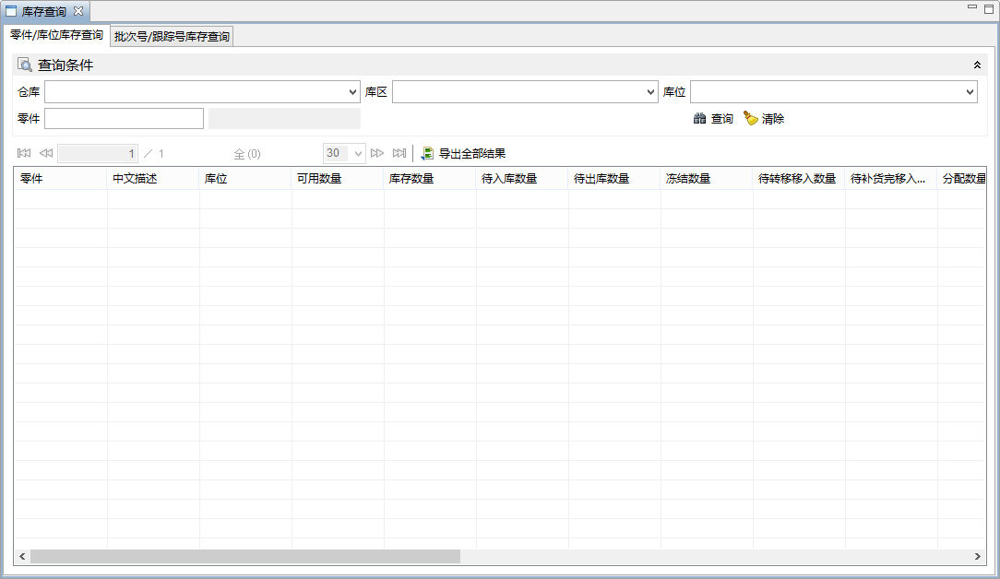 库存查询
零件/库位库存查询 批次号/跟踪号库存查询
查询条件
仓库 库区 库位
零件 查询 清除
1 / 1 全 (0) 30 导出全部结果
零件 中文描述 库位 可用数量 库存数量 待入库数量 待出库数量 冻结数量 待转移移入数量 待补货完移入... 分配数量